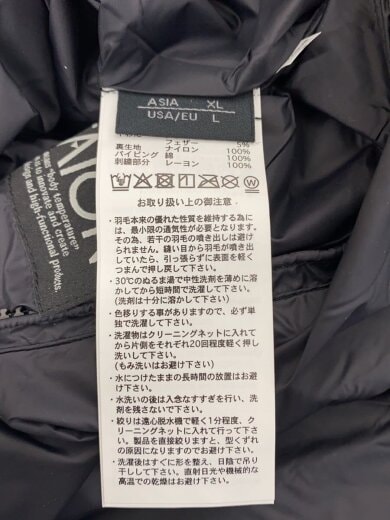 ASIA XL
USA/EU L
フェザー 5%
裏生地 ナイロン 100%
パイピング 綿 100%
刺繍部分 レーヨン 100%
お取り扱い上の御注意
・羽毛本来の優れた性質を維持する為に
は、最小限の通気性が必要となります。
その為、若干の羽毛の噴き出しは避け
られません。縫い目から羽毛が噴き出
していたら、引っ張らずに表面を軽く
つまんで押し戻して下さい。
・30℃のぬるま湯で中性洗剤を薄めに溶
かしてから短時間で洗濯して下さい。
(洗剤は十分に溶かして下さい)
・色移りする事がありますので、必ず単
独で洗濯して下さい。
・洗濯物はクリーニングネットに入れて
から片側をそれぞれ20回程度軽く押し
洗いして下さい。
(もみ洗いはお避け下さい)
・水につけたままの長時間の放置はお避け
下さい。
・水洗いの後は入念なすすぎを行い、洗
剤を残さないで下さい。
・絞りは遠心脱水機で軽く1分程度、ク
リーニングネットに入れて行って下さ
い。製品を直接絞りますと、型くずれ
の原因になりますのでお避け下さい。
・洗濯後はすぐに形を整え、日陰で吊り
干しして下さい。直射日光や機械的な
高温での乾燥はお避け下さい。
"body temperature"
to innovate and create
and high-functional products.